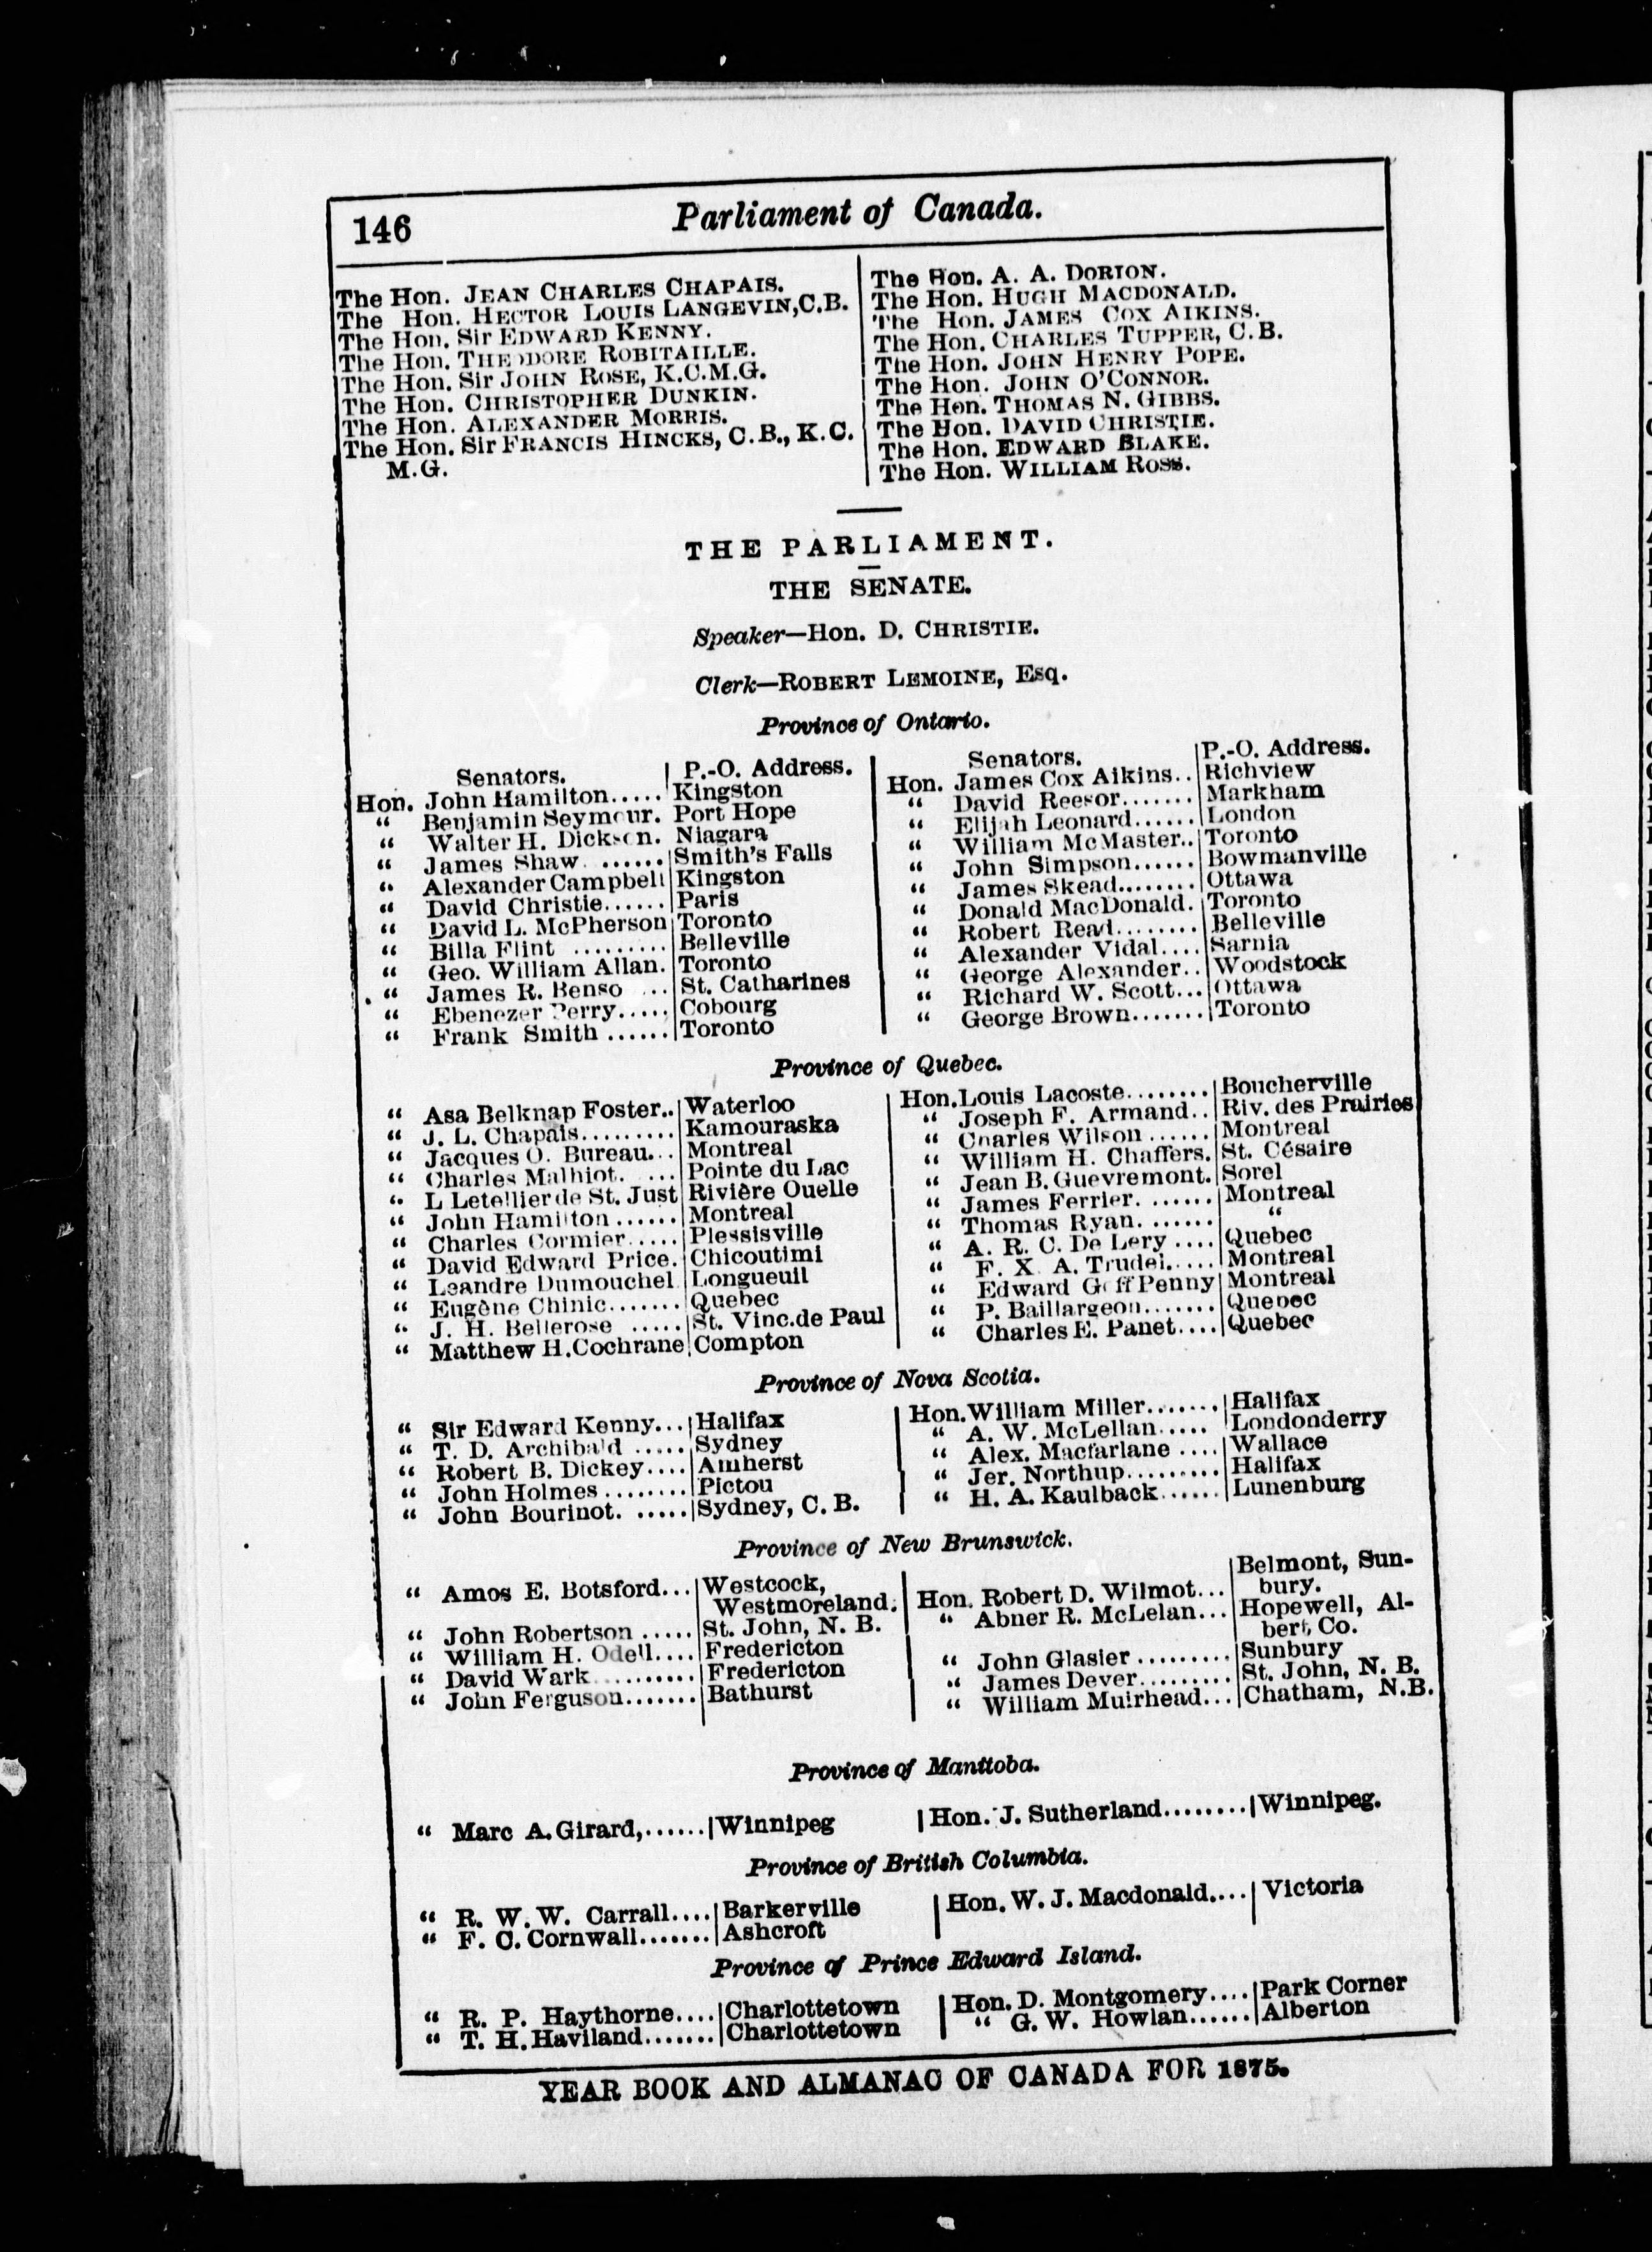 146
Parliament of Canada.
The Hon. JEAN CHARLES CHAPAIS.
The Hon. HECTOR LOUIS LANGEVIN, C.B.
The Hon. Sir EDWARD KENNY.
The Hon. THEODORE ROBITAILLE.
The Hon. Sir JOHN ROSE, K.C.M.G.
The Hon. CHRISTOPHER DUNKIN.
The Hon. ALEXANDER MORRIS.
The Hon. Sir FRANCIS HINCKS, C.B., K.C.
M.G.
The Hon. A. A. DORION.
The Hon. HUGH MACDONALD.
The Hon. JAMES COX AIKINS.
The Hon. CHARLES TUPPER, C.B.
The Hon. JOHN HENRY POPE.
The Hon. JOHN O'CONNOR.
The Hon. THOMAS N. GIBBS.
The Hon. DAVID CHRISTIE.
The Hon. EDWARD BLAKE.
The Hon. WILLIAM ROSS.
THE PARLIAMENT.
THE SENATE.
Speaker—Hon. D. CHRISTIE.
Clerk—ROBERT LEMOINE, Esq.
Province of Ontario.
Senators. | P.-O. Address.
Hon. John Hamilton..... Kingston
" Benjamin Seymour. Port Hope
" Walter H. Dickson. Niagara
" James Shaw ...... Smith's Falls
" Alexander Campbell Kingston
" David Christie...... Paris
" David L. McPherson Toronto
" Billa Flint ......... Belleville
" Geo. William Allan. Toronto
" James R. Benso ... St. Catharines
" Ebenezer Perry..... Cobourg
" Frank Smith ...... Toronto
Senators. | P.-O. Address.
Hon. James Cox Aikins.. Richview
" David Reesor....... Markham
" Elijah Leonard...... London
" William McMaster.. Toronto
" John Simpson...... Bowmanville
" James Skead........ Ottawa
" Donald MacDonald. Toronto
" Robert Read........ Belleville
" Alexander Vidal.... Sarnia
" George Alexander.. Woodstock
" Richard W. Scott... Ottawa
" George Brown....... Toronto
Province of Quebec.
" Asa Belknap Foster.. Waterloo
" J. L. Chapais......... Kamouraska
" Jacques O. Bureau... Montreal
" Charles Malhiot. .... Pointe du Lac
" L Letellier de St. Just Rivière Ouelle
" John Hamilton...... Montreal
" Charles Cormier..... Plessisville
" David Edward Price. Chicoutimi
" Leandre Dumouchel Longueuil
" Eugène Chinic....... Quebec
" J. H. Bellerose ..... St. Vinc.de Paul
" Matthew H.Cochrane Compton
Hon.Louis Lacoste........ Boucherville
" Joseph F. Armand.. Riv. des Prairies
" Charles Wilson ...... Montreal
" William H. Chaffers. St. Césaire
" Jean B. Guevremont. Sorel
" James Ferrier. ...... Montreal
" Thomas Ryan. ...... "
" A. R. C. De Lery .... Quebec
" F. X. A. Trudel..... Montreal
" Edward Goff Penny Montreal
" P. Baillargeon....... Quebec
" Charles E. Panet.... Quebec
Province of Nova Scotia.
" Sir Edward Kenny... Halifax
" T. D. Archibald ..... Sydney
" Robert B. Dickey.... Amherst
" John Holmes ........ Pictou
" John Bourinot. ..... Sydney, C. B.
Hon.William Miller....... Halifax
" A. W. McLellan..... Londonderry
" Alex. Macfarlane .... Wallace
" Jer. Northup.......... Halifax
" H. A. Kaulback...... Lunenburg
Province of New Brunswick.
" Amos E. Botsford... Westcock,
Westmoreland.
" John Robertson ..... St. John, N. B.
" William H. Odell.... Fredericton
" David Wark.......... Fredericton
" John Ferguson....... Bathurst
Hon. Robert D. Wilmot... Belmont, Sun-
bury.
" Abner R. McLelan... Hopewell, Al-
bert Co.
" John Glasier ......... Sunbury
" James Dever......... St. John, N. B.
" William Muirhead... Chatham, N.B.
Province of Manitoba.
" Marc A. Girard,...... Winnipeg
Hon. J. Sutherland........ Winnipeg.
Province of British Columbia.
" R. W. W. Carrall.... Barkerville
" F. C. Cornwall....... Ashcroft
Hon. W. J. Macdonald.... Victoria
Province of Prince Edward Island.
" R. P. Haythorne.... Charlottetown
" T. H. Haviland....... Charlottetown
Hon. D. Montgomery.... Park Corner
" G. W. Howlan...... Alberton
YEAR BOOK AND ALMANAC OF CANADA FOR 1875.